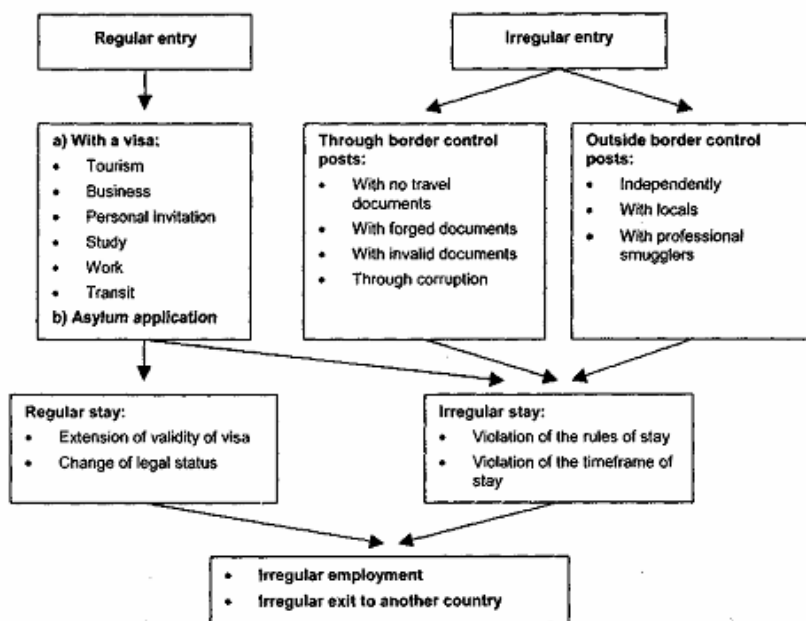 Regular entry
Irregular entry
a) With a visa:
• Tourism
• Business
• Personal invitation
• Study
• Work
• Transit
b) Asylum application
Through border control
posts:
• With no travel
documents
• With forged documents
• With invalid documents
• Through corruption
Outside border control
posts:
• Independently
• With locals
• With professional
smugglers
Regular stay:
• Extension of validity of visa
• Change of legal status
Irregular stay:
• Violation of the rules of stay
• Violation of the timeframe of
stay
• Irregular employment
• Irregular exit to another country